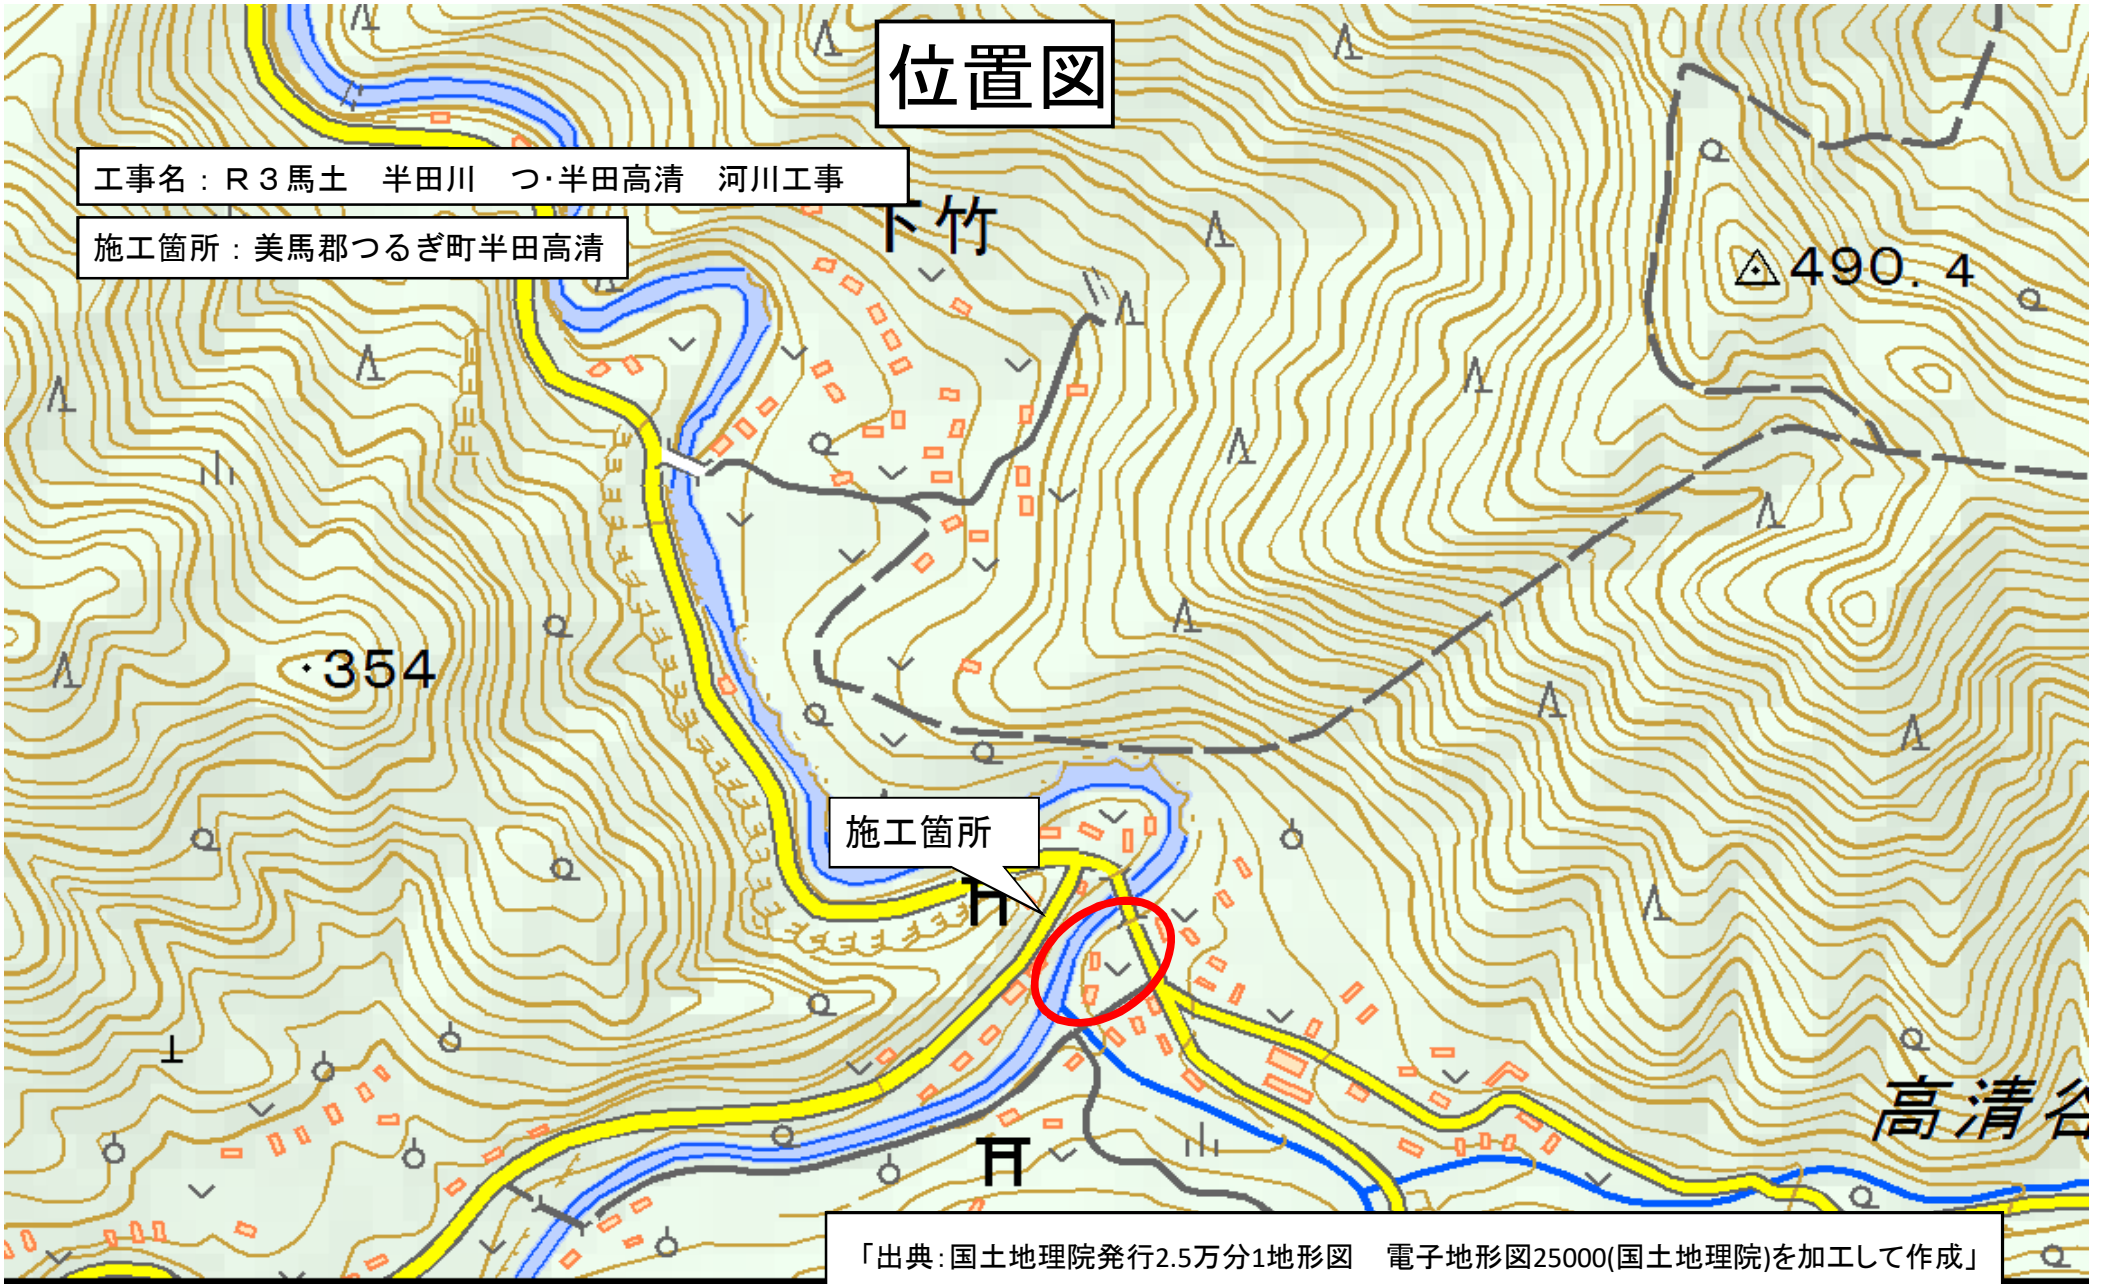 位置図
工事名：Ｒ３馬土　半田川　つ･半田高清　河川工事
施工箇所：美馬郡つるぎ町半田高清
下竹
490.4
354
施工箇所
高清谷
「出典：国土地理院発行2.5万分1地形図　電子地形図25000(国土地理院)を加工して作成」